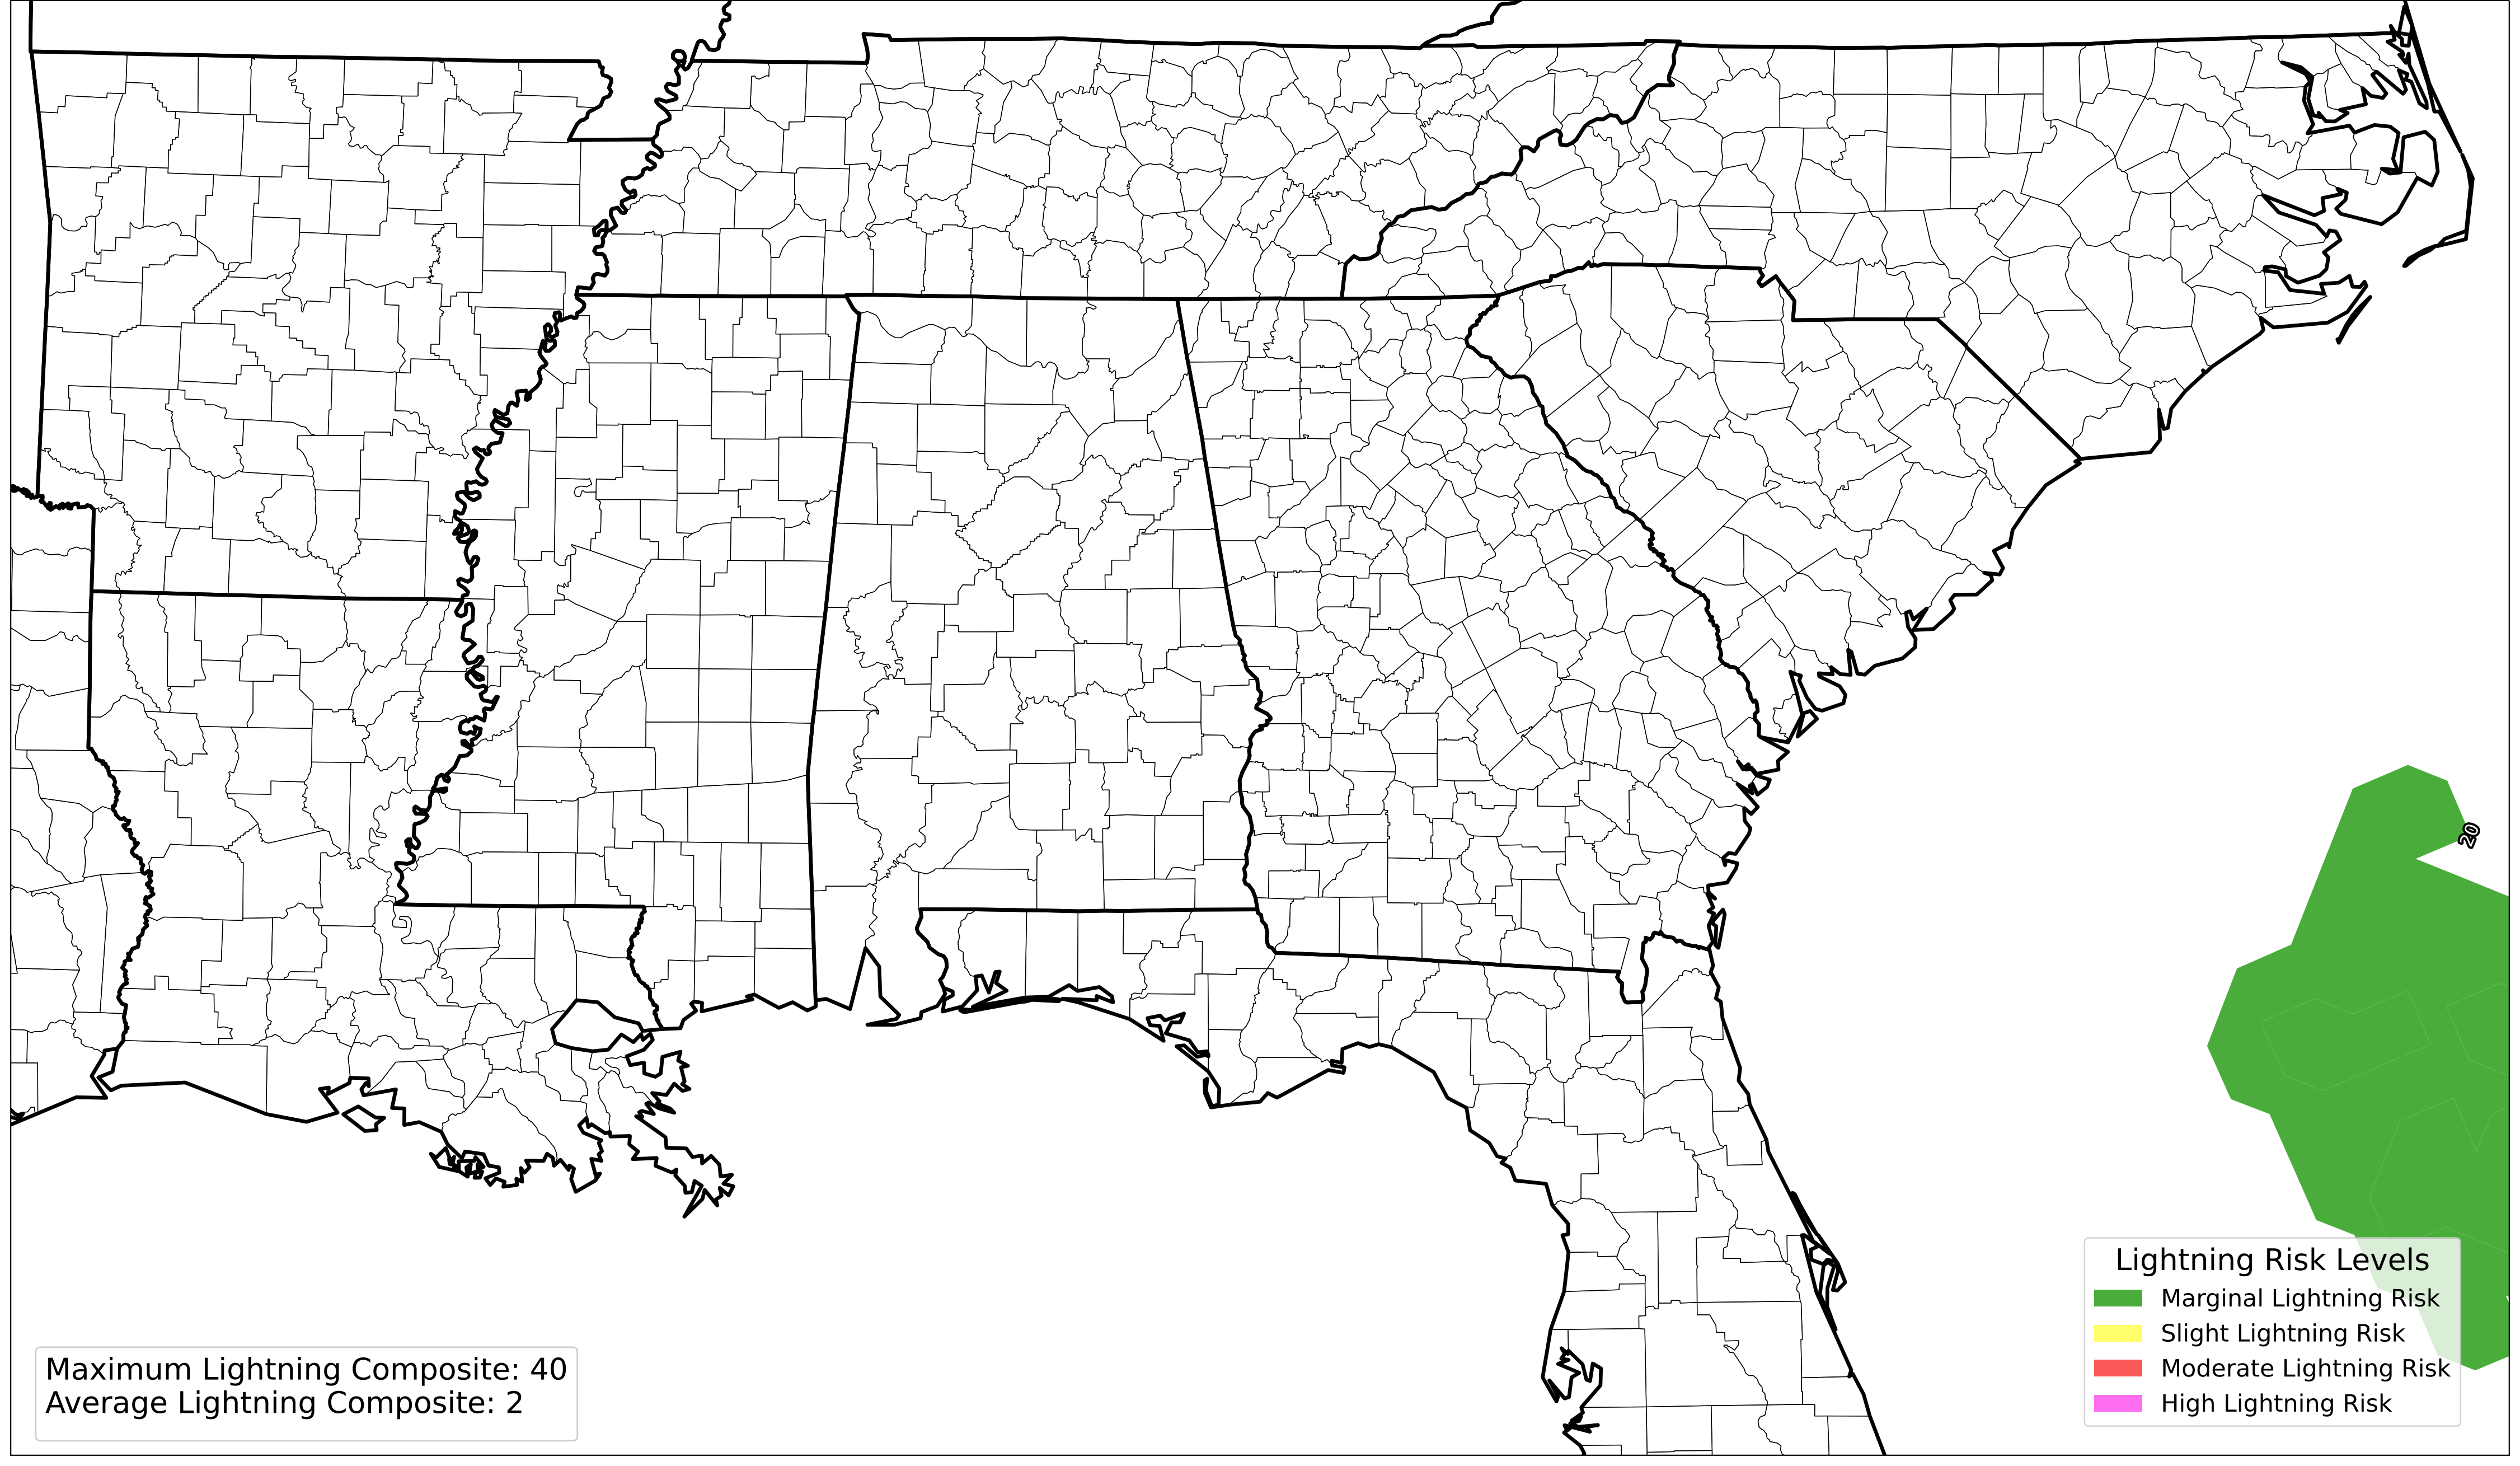 20
Lightning Risk Levels
Marginal Lightning Risk
Slight Lightning Risk
Moderate Lightning Risk
High Lightning Risk
Maximum Lightning Composite: 40
Average Lightning Composite: 2